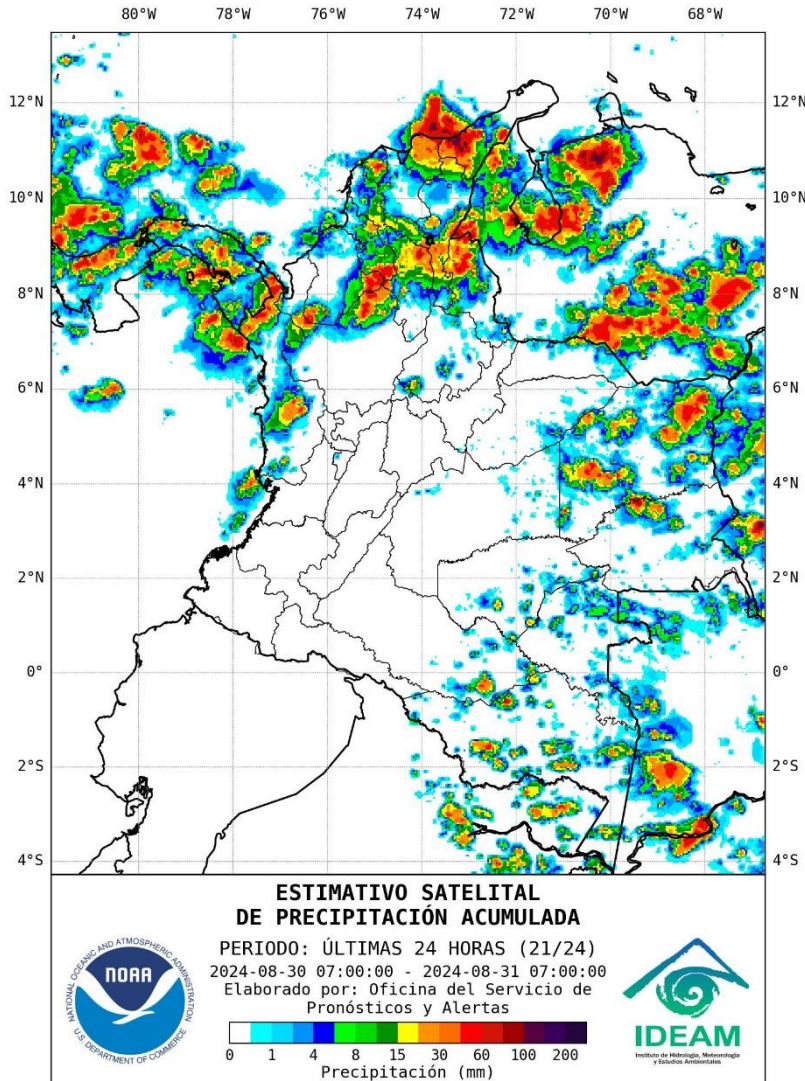 80°W 78°W 76°W 74°W 72°W 70°W 68°W
12°N 12°N
10°N 10°N
8°N 8°N
6°N 6°N
4°N 4°N
2°N 2°N
0° 0°
2°S 2°S
4°S 4°S
ESTIMATIVO SATELITAL
DE PRECIPITACIÓN ACUMULADA
PERIODO: ÚLTIMAS 24 HORAS (21/24)
2024-08-30 07:00:00 - 2024-08-31 07:00:00
Elaborado por: Oficina del Servicio de
Pronósticos y Alertas
0 1 4 8 15 30 60 100 200
Precipitación (mm)
NATIONAL OCEANIC AND ATMOSPHERIC ADMINISTRATION
NOAA
U.S. DEPARTMENT OF COMMERCE
IDEAM
Instituto de Hidrología, Meteorología
y Estudios Ambientales